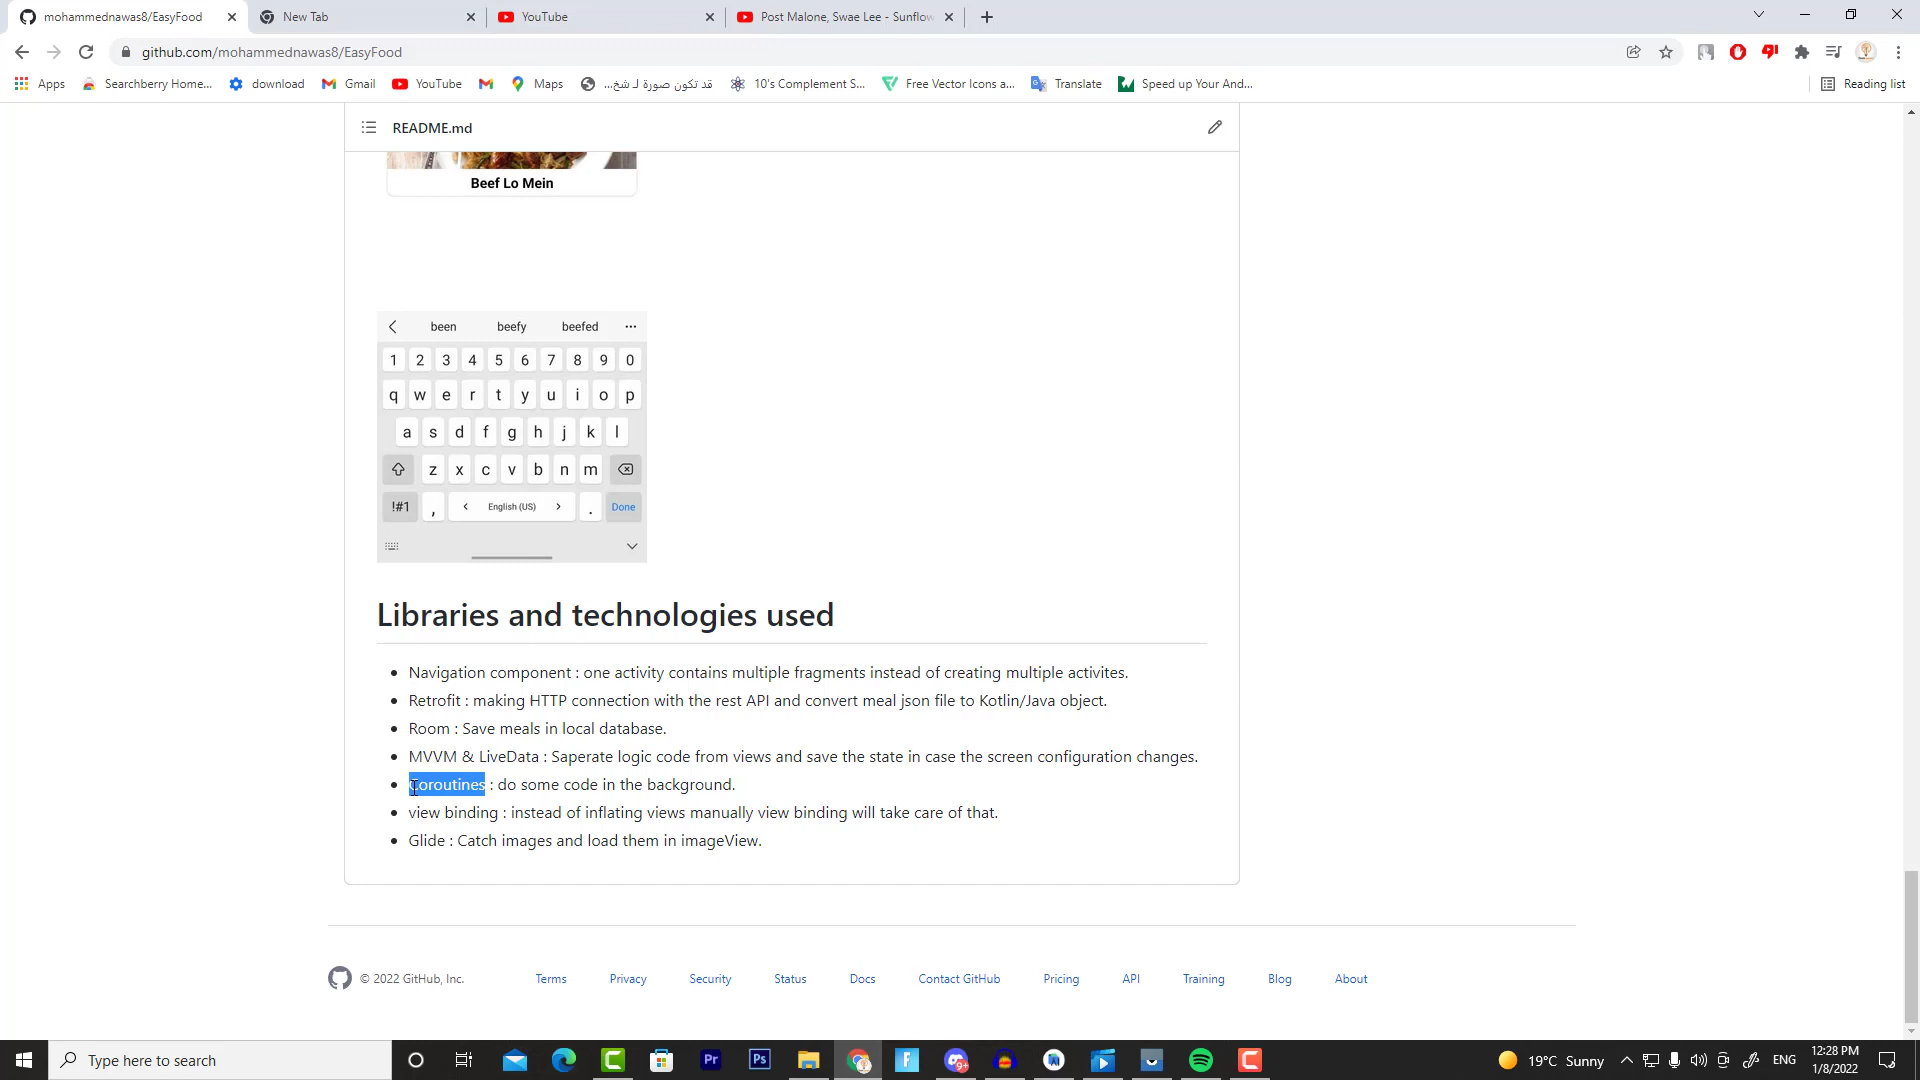 mohammednawas8/EasyFood
New Tab
YouTube
Post Malone, Swae Lee - Sunflow
github.com/mohammednawas8/EasyFood
Apps
Searchberry Home...
download
Gmail
YouTube
Maps
قد تكون صورة لـ شخ...
10's Complement S...
Free Vector Icons a...
Translate
Speed up Your And...
Reading list
README.md
Beef Lo Mein
been beefy beefed ...
1 2 3 4 5 6 7 8 9 0
q w e r t y u i o p
a s d f g h j k l
z x c v b n m
!#1 , < English (US) > . Done
Libraries and technologies used
Navigation component : one activity contains multiple fragments instead of creating multiple activites.
Retrofit : making HTTP connection with the rest API and convert meal json file to Kotlin/Java object.
Room : Save meals in local database.
MVVM & LiveData : Saperate logic code from views and save the state in case the screen configuration changes.
Coroutines : do some code in the background.
view binding : instead of inflating views manually view binding will take care of that.
Glide : Catch images and load them in imageView.
© 2022 GitHub, Inc.
Terms
Privacy
Security
Status
Docs
Contact GitHub
Pricing
API
Training
Blog
About
Type here to search
Pr
Ps
19°C Sunny
ENG
12:28 PM
1/8/2022